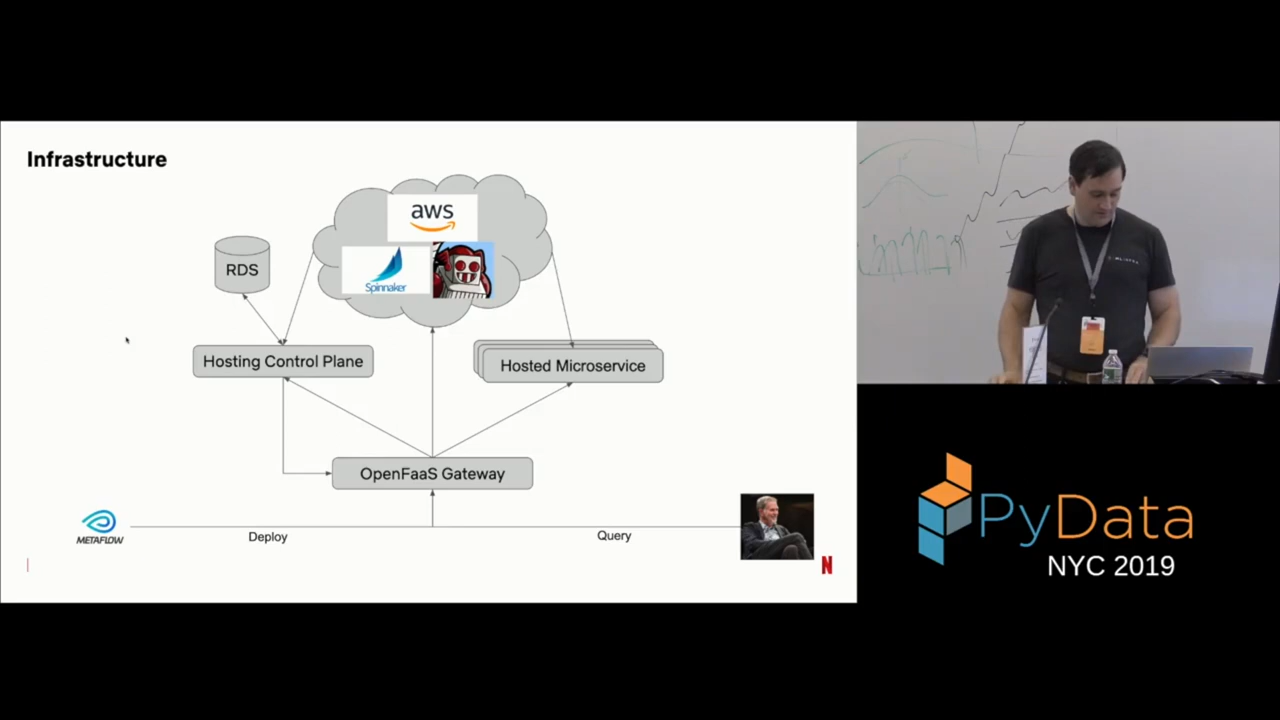 Infrastructure
aws
Spinnaker
RDS
Hosting Control Plane
Hosted Microservice
OpenFaaS Gateway
METAFLOW
Deploy
Query
N
PyData
NYC 2019